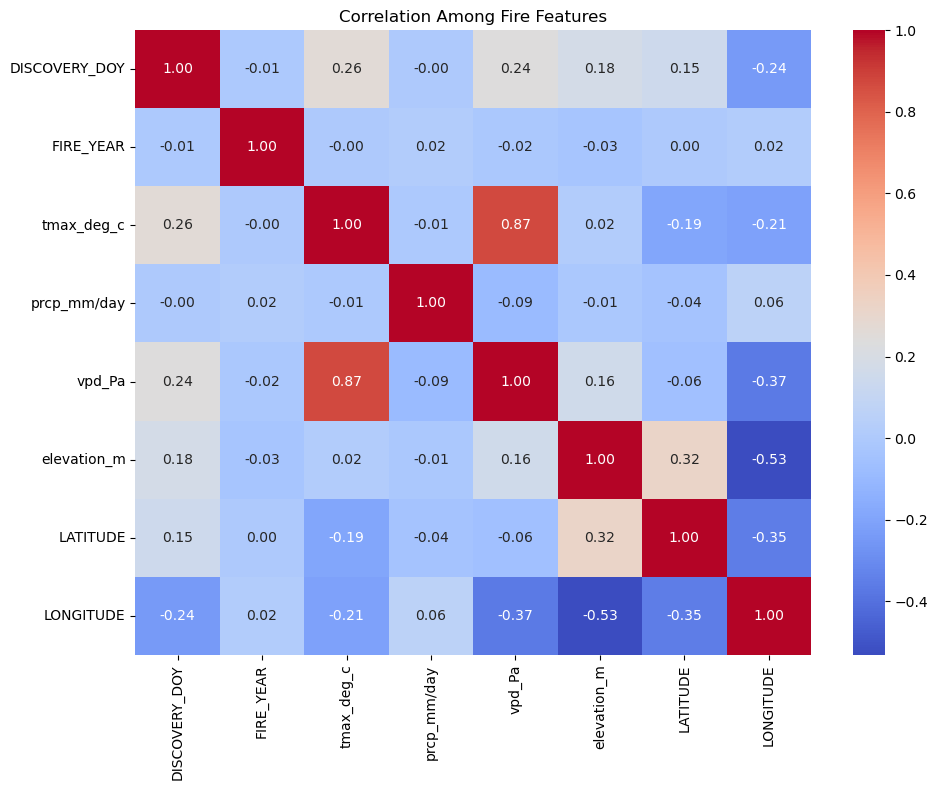 Correlation Among Fire Features
DISCOVERY_DOY 1.00 -0.01 0.26 -0.00 0.24 0.18 0.15 -0.24
FIRE_YEAR -0.01 1.00 -0.00 0.02 -0.02 -0.03 0.00 0.02
tmax_deg_c 0.26 -0.00 1.00 -0.01 0.87 0.02 -0.19 -0.21
prcp_mm/day -0.00 0.02 -0.01 1.00 -0.09 -0.01 -0.04 0.06
vpd_Pa 0.24 -0.02 0.87 -0.09 1.00 0.16 -0.06 -0.37
elevation_m 0.18 -0.03 0.02 -0.01 0.16 1.00 0.32 -0.53
LATITUDE 0.15 0.00 -0.19 -0.04 -0.06 0.32 1.00 -0.35
LONGITUDE -0.24 0.02 -0.21 0.06 -0.37 -0.53 -0.35 1.00
DISCOVERY_DOY FIRE_YEAR tmax_deg_c prcp_mm/day vpd_Pa elevation_m LATITUDE LONGITUDE
1.0
0.8
0.6
0.4
0.2
0.0
−0.2
−0.4